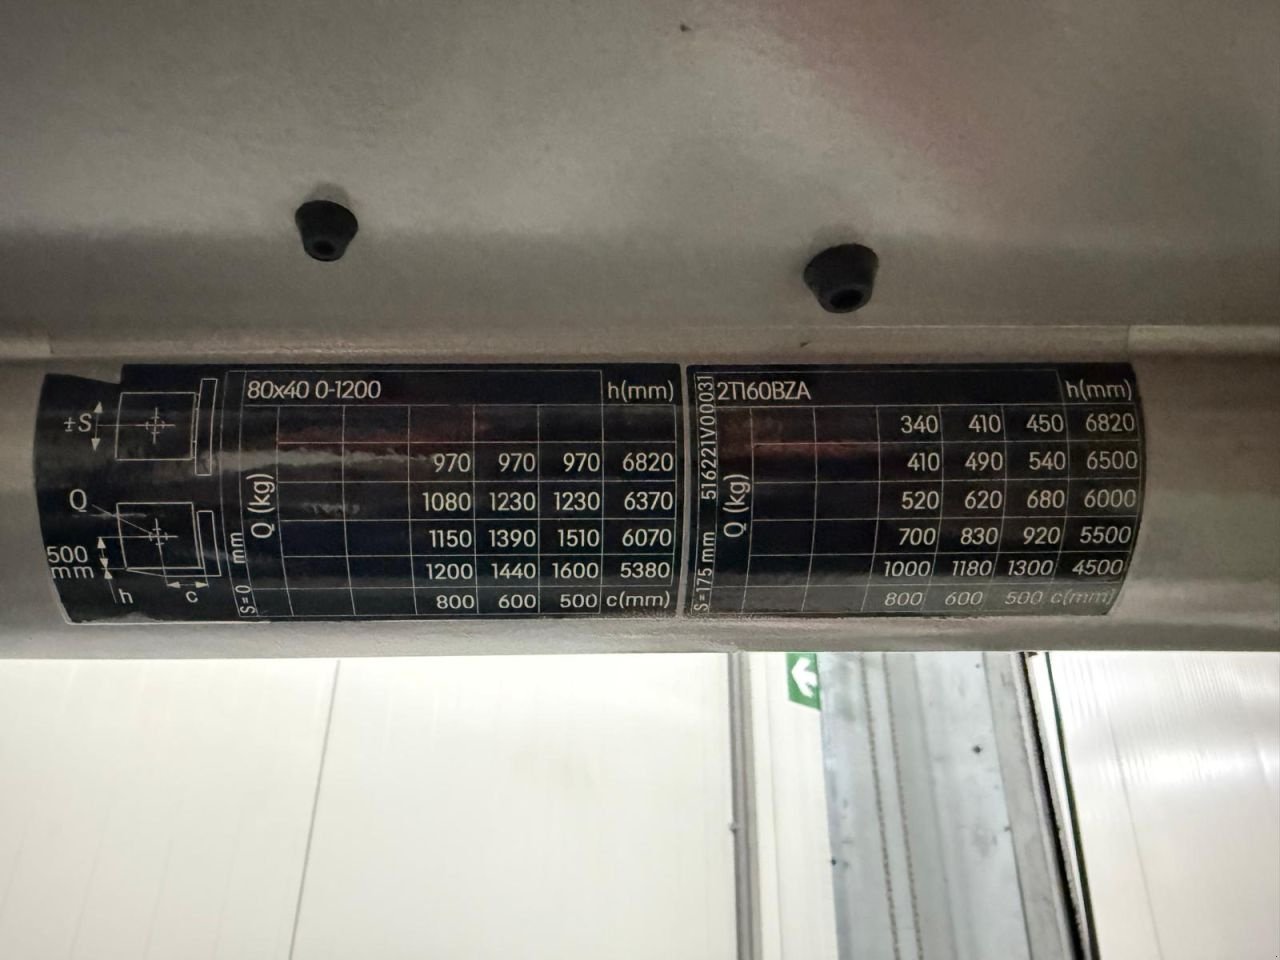 ±S
Q
500
mm
h
c
80x40 0-1200 h(mm)
S=0 mm
Q (kg)
970 970 970 6820
1080 1230 1230 6370
1150 1390 1510 6070
1200 1440 1600 5380
800 600 500 c(mm)
S=175 mm 516221V00031
2TI60BZA h(mm)
Q (kg)
340 410 450 6820
410 490 540 6500
520 620 680 6000
700 830 920 5500
1000 1180 1300 4500
800 600 500 c(mm)